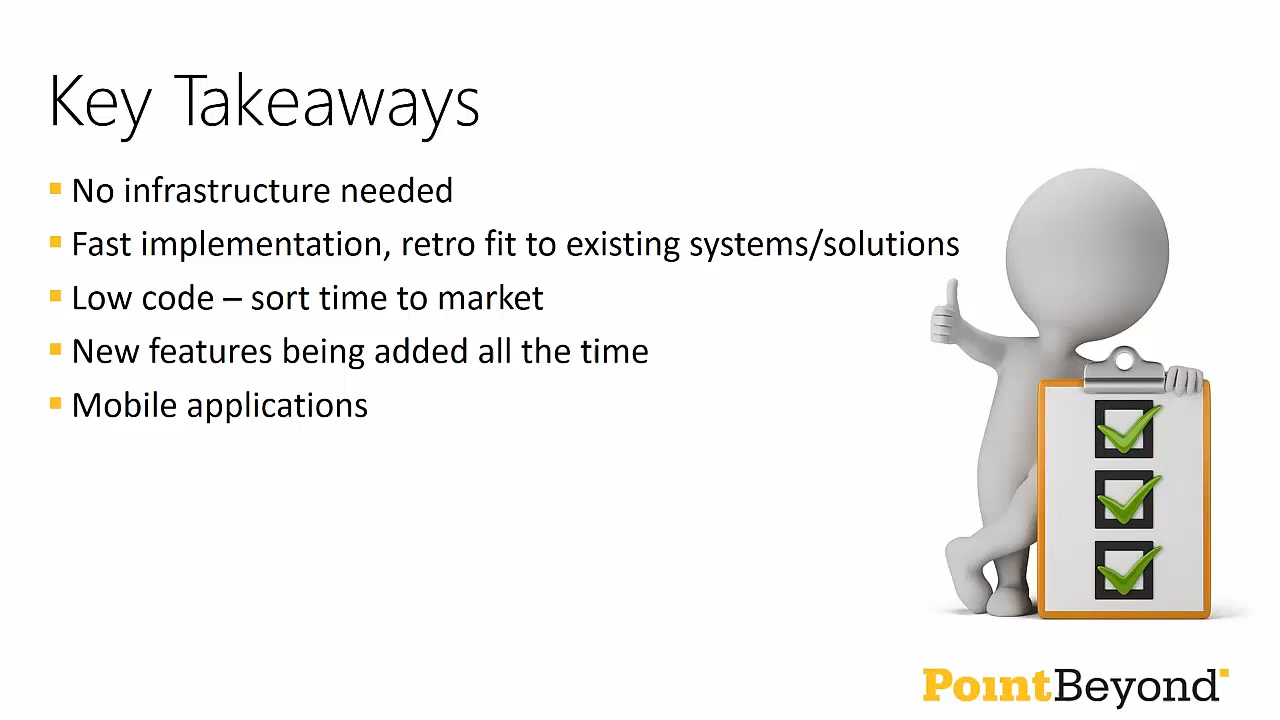 Key Takeaways
No infrastructure needed
Fast implementation, retro fit to existing systems/solutions
Low code – sort time to market
New features being added all the time
Mobile applications
PointBeyond